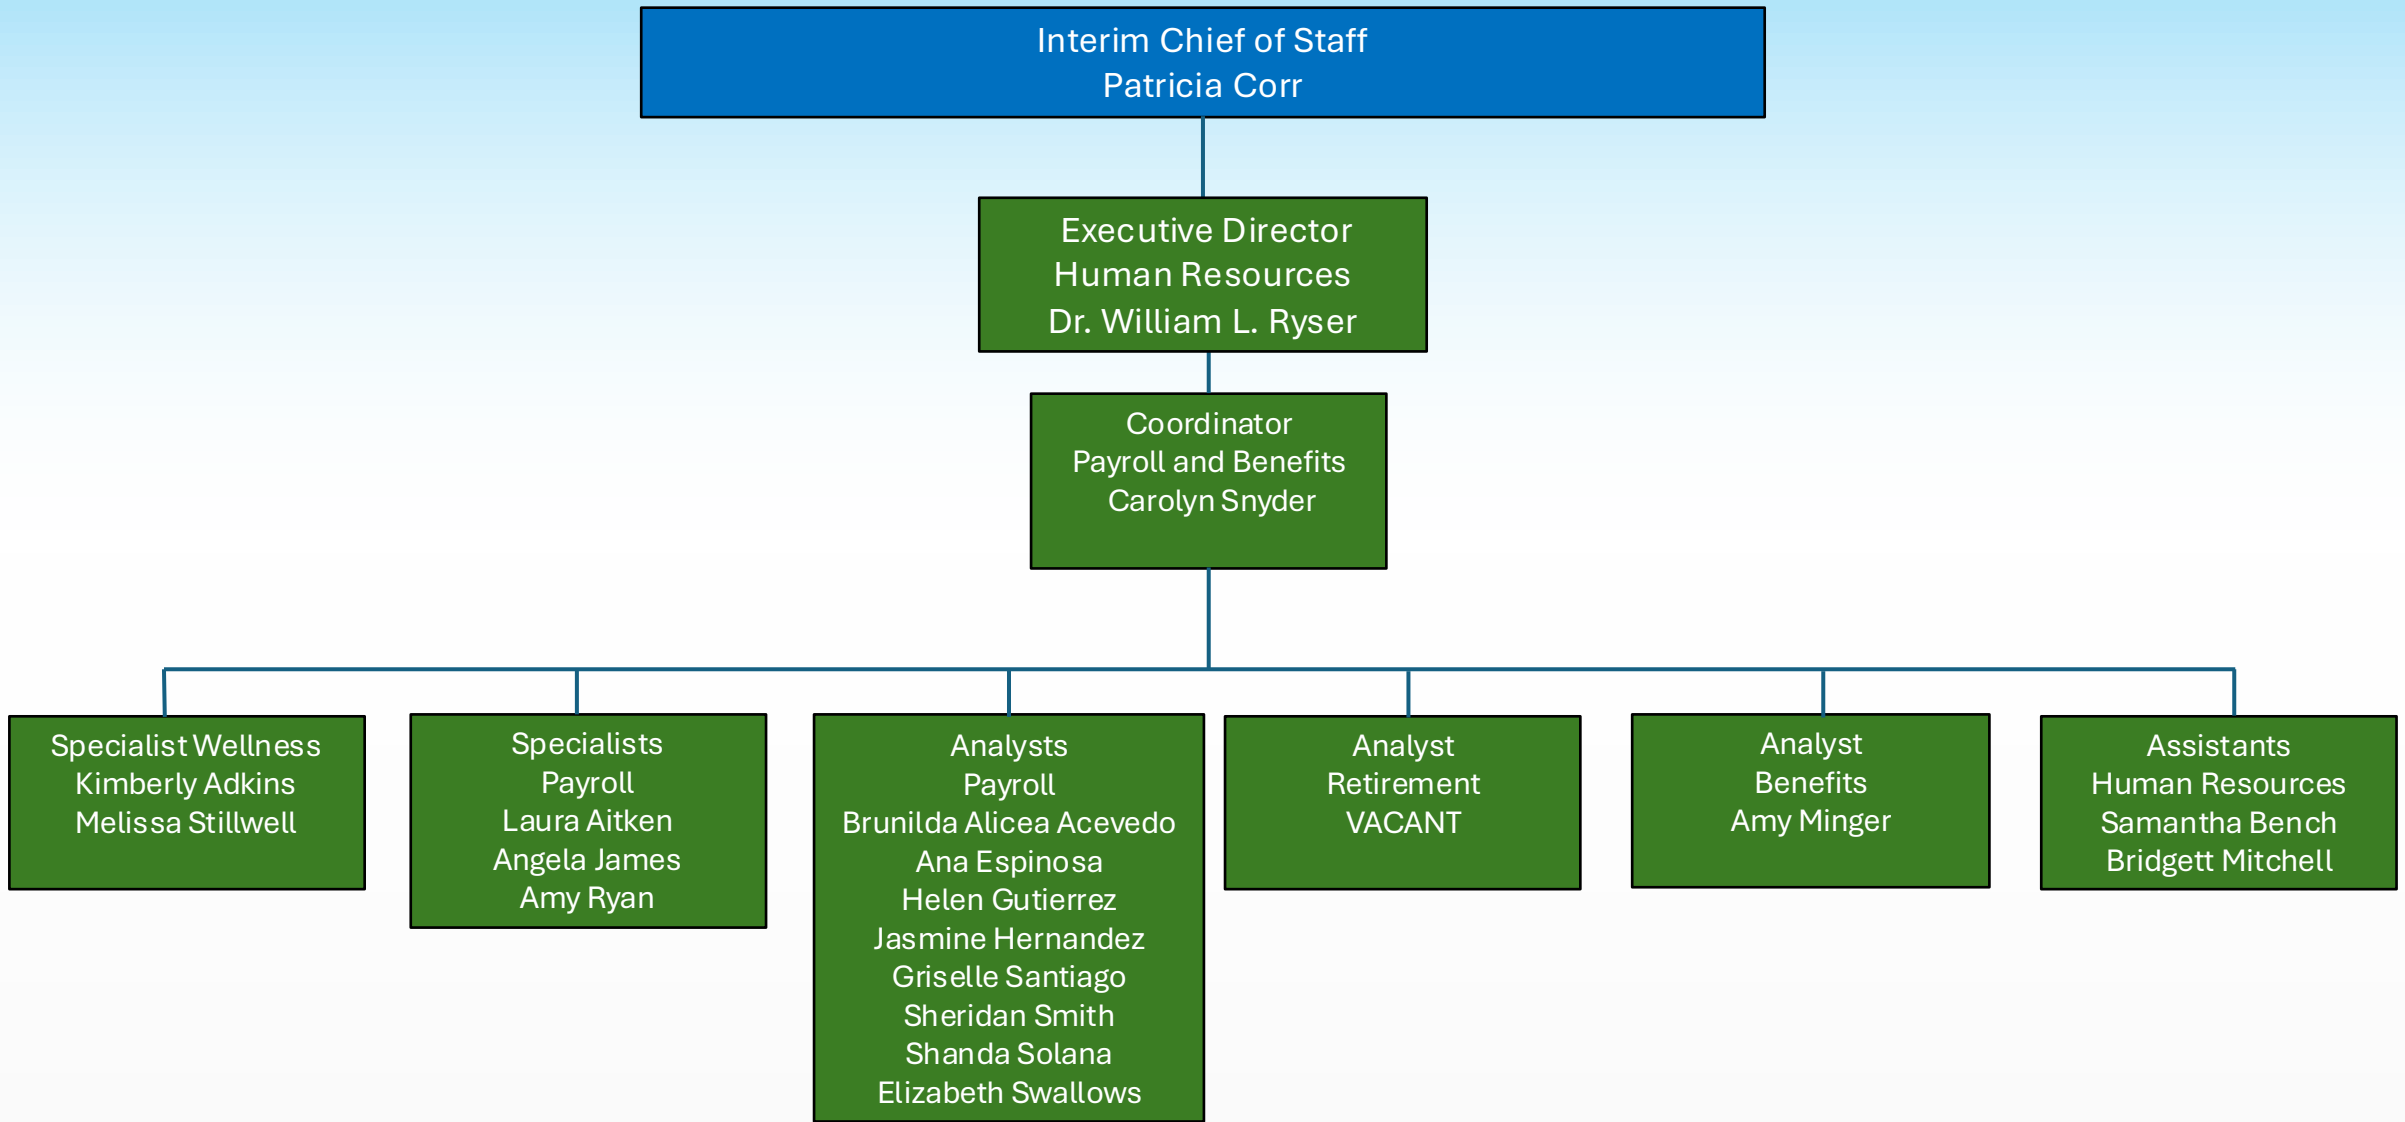 Interim Chief of Staff
Patricia Corr
Executive Director
Human Resources
Dr. William L. Ryser
Coordinator
Payroll and Benefits
Carolyn Snyder
Specialist Wellness
Kimberly Adkins
Melissa Stillwell
Specialists
Payroll
Laura Aitken
Angela James
Amy Ryan
Analysts
Payroll
Brunilda Alicea Acevedo
Ana Espinosa
Helen Gutierrez
Jasmine Hernandez
Griselle Santiago
Sheridan Smith
Shanda Solana
Elizabeth Swallows
Analyst
Retirement
VACANT
Analyst
Benefits
Amy Minger
Assistants
Human Resources
Samantha Bench
Bridgett Mitchell